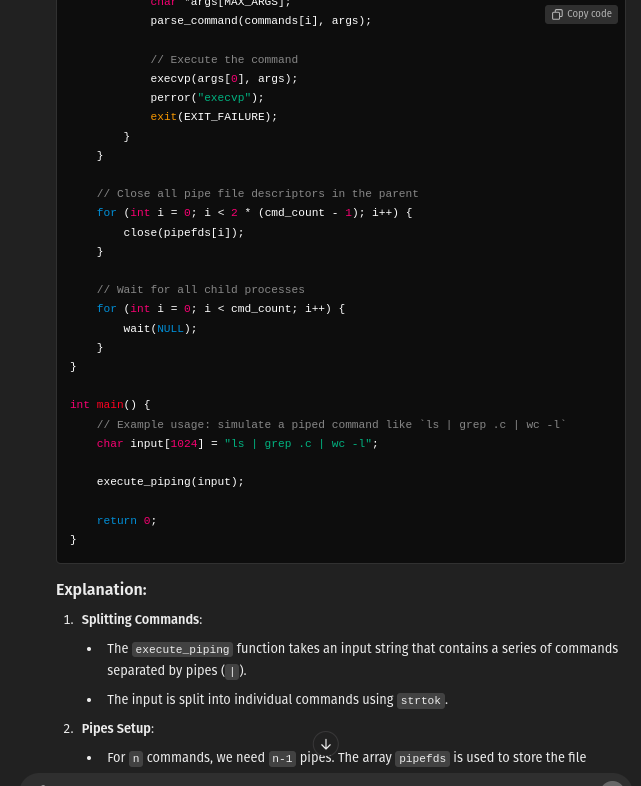 char *args[MAX_ARGS];
Copy code
parse_command(commands[i], args);
// Execute the command
execvp(args[0], args);
perror("execvp");
exit(EXIT_FAILURE);
}
}
// Close all pipe file descriptors in the parent
for (int i = 0; i < 2 * (cmd_count - 1); i++) {
close(pipefds[i]);
}
// Wait for all child processes
for (int i = 0; i < cmd_count; i++) {
wait(NULL);
}
}
int main() {
// Example usage: simulate a piped command like `ls | grep .c | wc -l`
char input[1024] = "ls | grep .c | wc -l";
execute_piping(input);
return 0;
}
Explanation:
1. Splitting Commands:
• The execute_piping function takes an input string that contains a series of commands
separated by pipes (|).
• The input is split into individual commands using strtok.
2. Pipes Setup:
• For n commands, we need n-1 pipes. The array pipefds is used to store the file